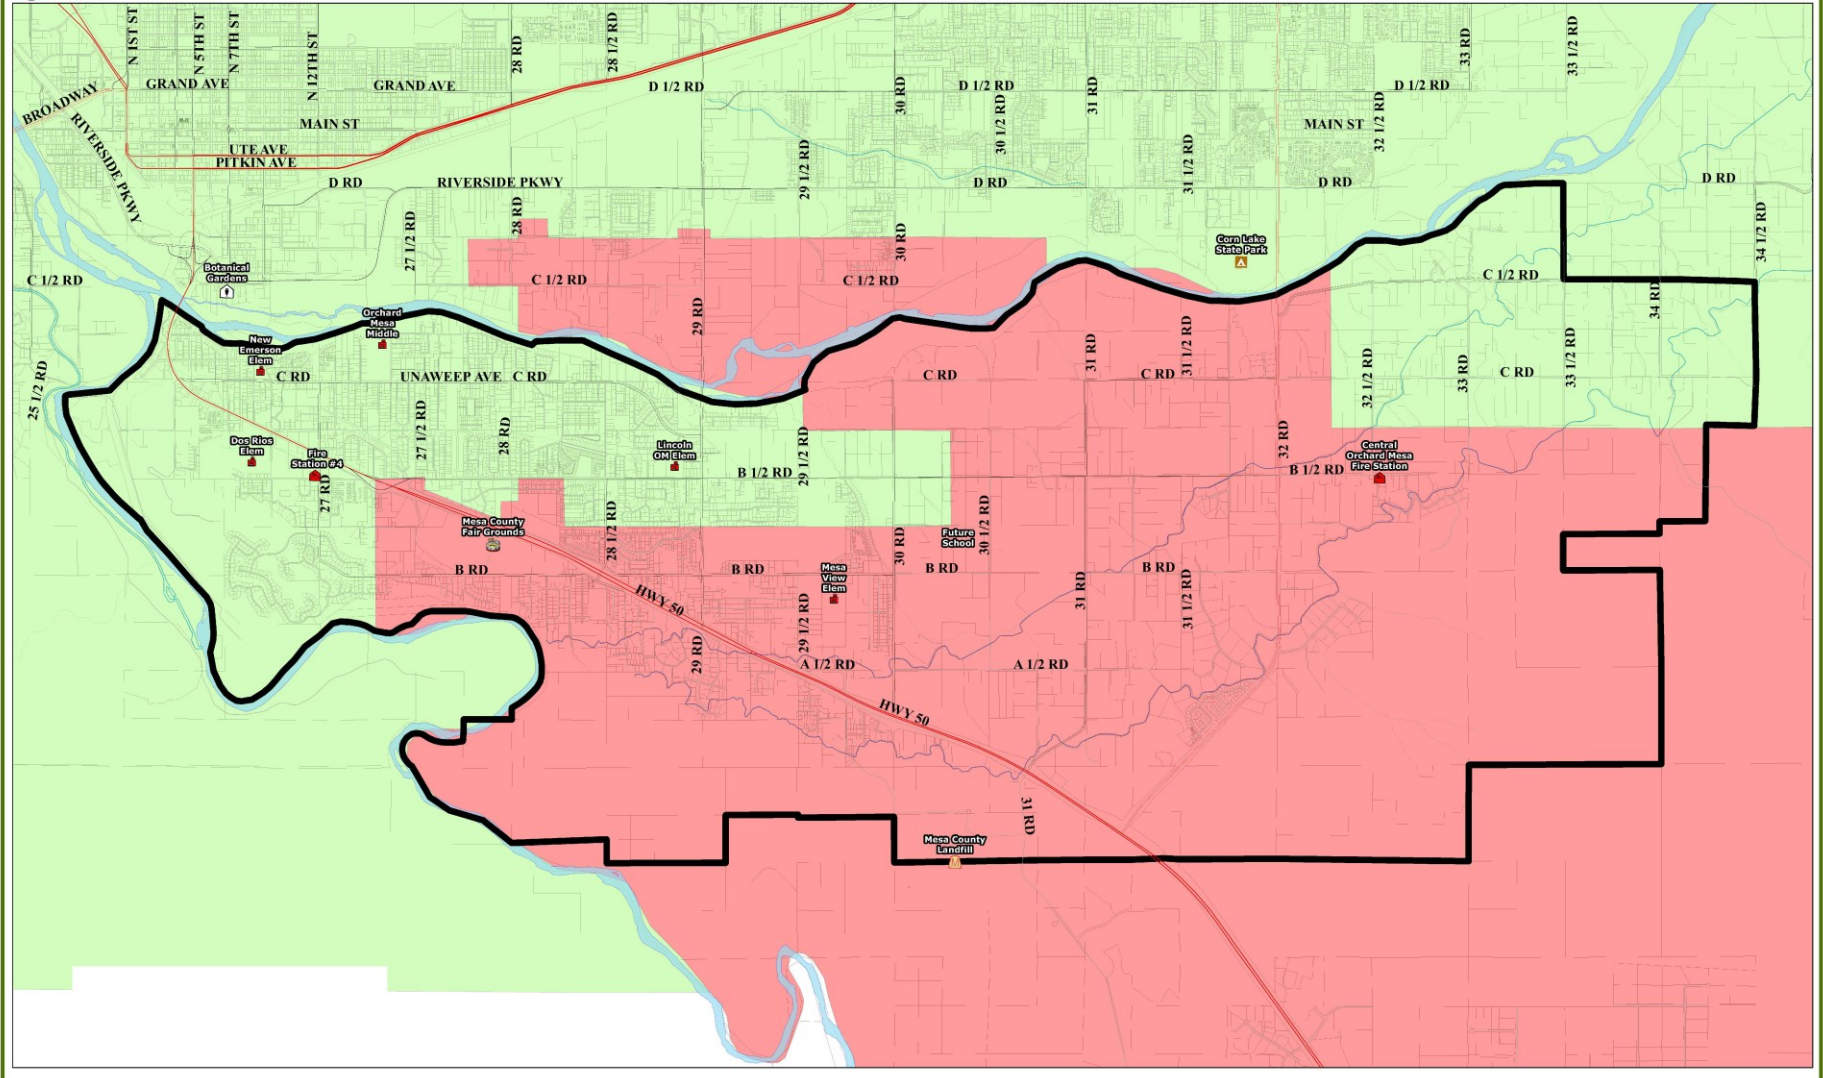 N 1ST ST
N 5TH ST
N 7TH ST
N 12TH ST
28 RD
28 1/2 RD
33 RD
33 1/2 RD
GRAND AVE
GRAND AVE
D 1/2 RD
30 RD
D 1/2 RD
31 RD
D 1/2 RD
BROADWAY
RIVERSIDE PKWY
MAIN ST
30 1/2 RD
MAIN ST
32 1/2 RD
UTE AVE
PITKIN AVE
29 1/2 RD
31 1/2 RD
D RD
RIVERSIDE PKWY
D RD
D RD
D RD
27 1/2 RD
28 RD
30 RD
34 1/2 RD
Corn Lake
State Park
C 1/2 RD
Botanical
Gardens
C 1/2 RD
C 1/2 RD
C 1/2 RD
34 RD
29 RD
Orchard
Mesa
Middle
New
Emerson
Elem
31 RD
31 1/2 RD
33 1/2 RD
25 1/2 RD
C RD
UNAWEEP AVE
C RD
C RD
C RD
32 1/2 RD
33 RD
C RD
27 1/2 RD
28 RD
Dos Rios
Elem
Fire
Station #4
27 RD
Lincoln
OM Elem
B 1/2 RD
29 1/2 RD
32 RD
B 1/2 RD
Central
Orchard Mesa
Fire Station
Mesa County
Fair Grounds
28 1/2 RD
30 RD
Future
School
30 1/2 RD
B RD
B RD
Mesa
View
Elem
B RD
B RD
HWY 50
29 1/2 RD
31 RD
31 1/2 RD
29 RD
A 1/2 RD
A 1/2 RD
HWY 50
31 RD
Mesa County
Landfill